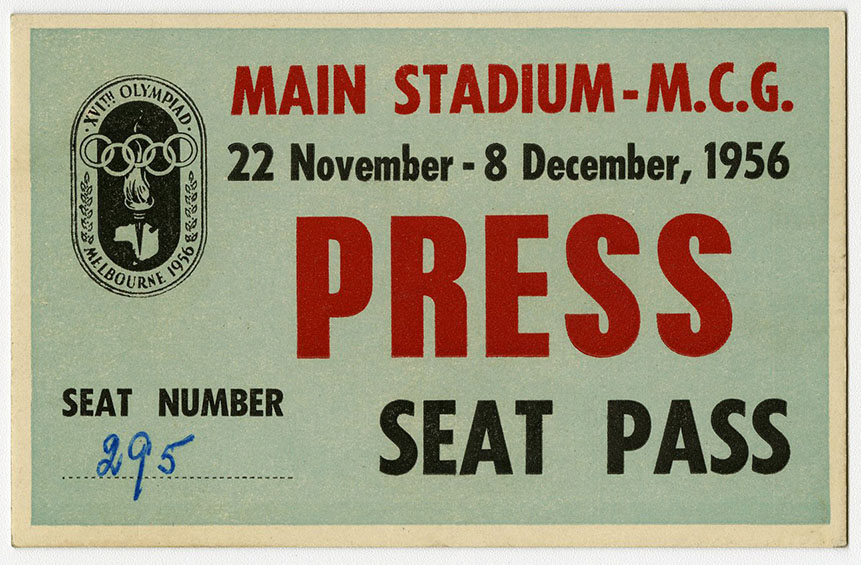 XVITH OLYMPIAD
MELBOURNE 1956
MAIN STADIUM - M.C.G.
22 November - 8 December, 1956
PRESS
SEAT NUMBER
295
SEAT PASS